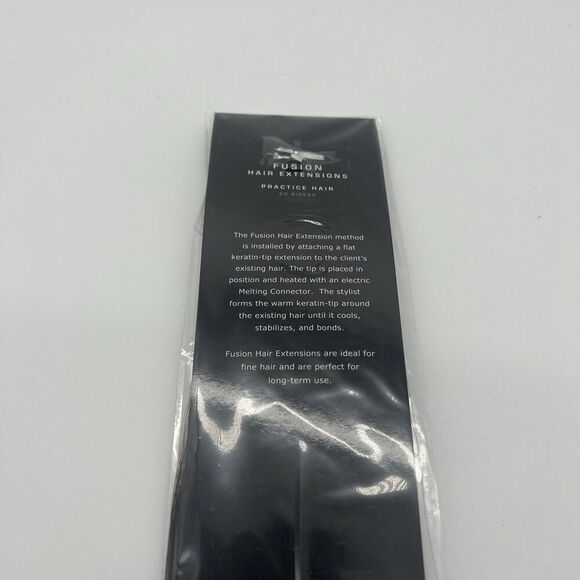 FUSION
HAIR EXTENSIONS
PRACTICE HAIR
20 PIECES
The Fusion Hair Extension method
is installed by attaching a flat
keratin-tip extension to the client's
existing hair. The tip is placed in
position and heated with an electric
Melting Connector. The stylist
forms the warm keratin-tip around
the existing hair until it cools,
stabilizes, and bonds.
Fusion Hair Extensions are ideal for
fine hair and are perfect for
long-term use.